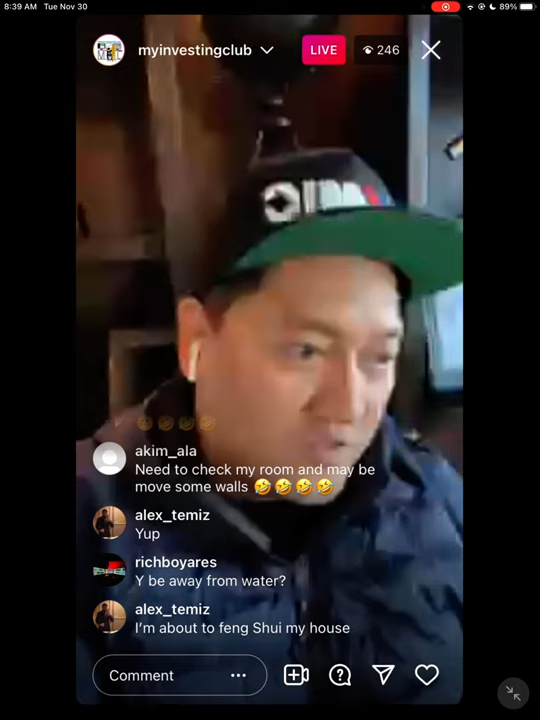 8:39 AM Tue Nov 30
89%
myinvestingclub
LIVE
246
akim_ala
Need to check my room and may be
move some walls 🤣🤣🤣🤣
alex_temiz
Yup
richboyares
Y be away from water?
alex_temiz
I'm about to feng Shui my house
Comment